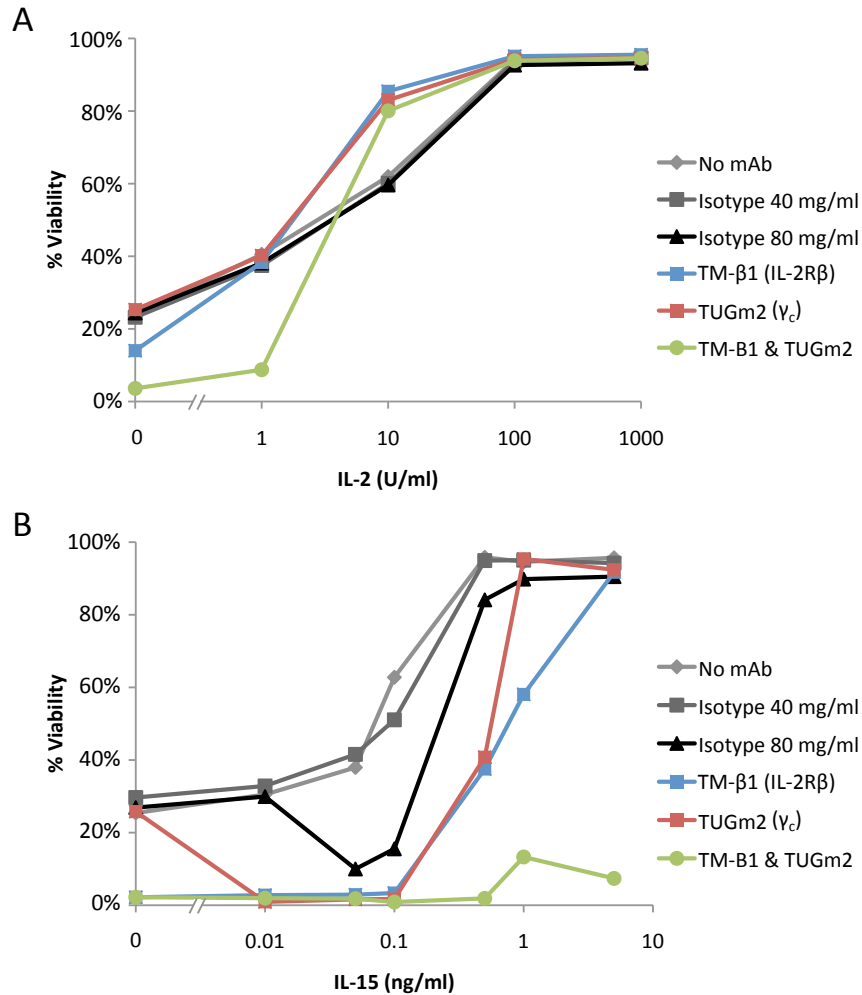 A
100%
80%
60%
40%
20%
0%
% Viability
0 1 10 100 1000
IL-2 (U/ml)
No mAb
Isotype 40 mg/ml
Isotype 80 mg/ml
TM-β1 (IL-2Rβ)
TUGm2 (γc)
TM-B1 & TUGm2
B
100%
80%
60%
40%
20%
0%
% Viability
0 0.01 0.1 1 10
IL-15 (ng/ml)
No mAb
Isotype 40 mg/ml
Isotype 80 mg/ml
TM-β1 (IL-2Rβ)
TUGm2 (γc)
TM-B1 & TUGm2